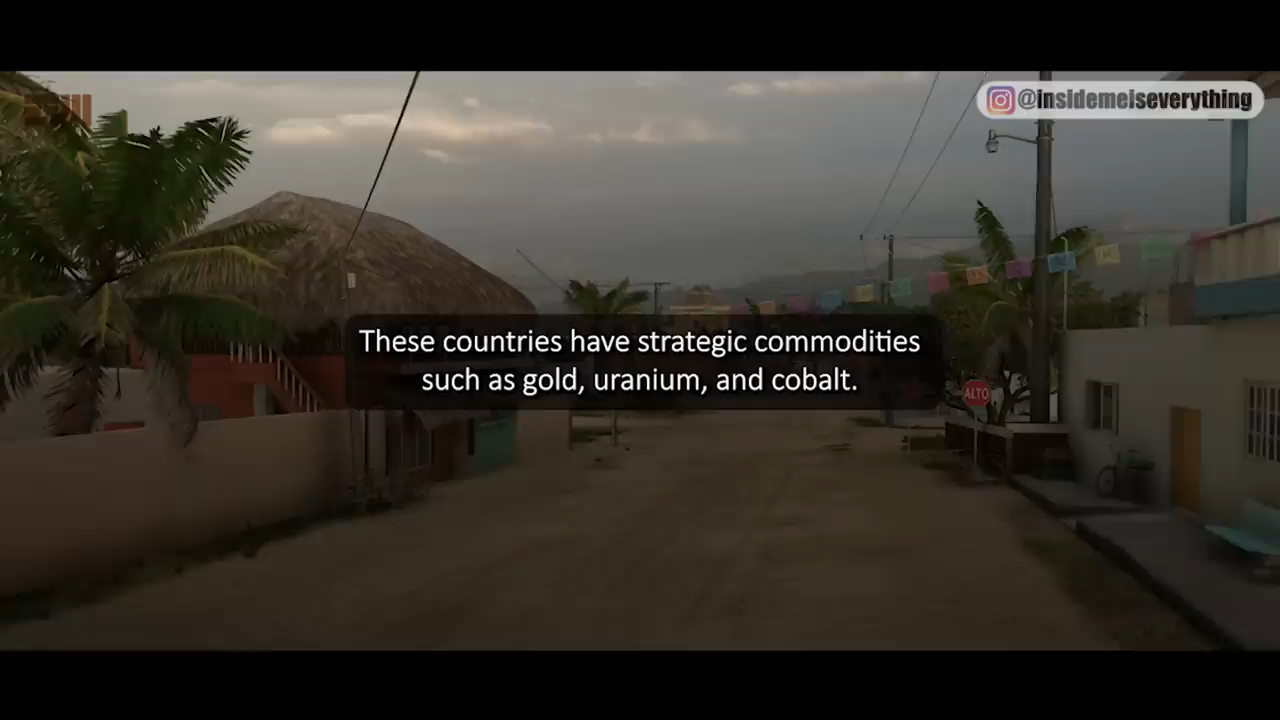 @insidemeiseverything
These countries have strategic commodities
such as gold, uranium, and cobalt.
ALTO